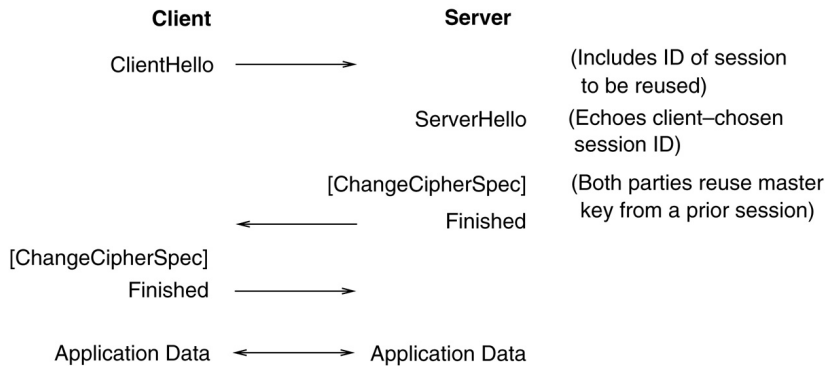 Client Server
ClientHello (Includes ID of session
to be reused)
ServerHello (Echoes client–chosen
session ID)
[ChangeCipherSpec] (Both parties reuse master
key from a prior session)
Finished
[ChangeCipherSpec]
Finished
Application Data Application Data